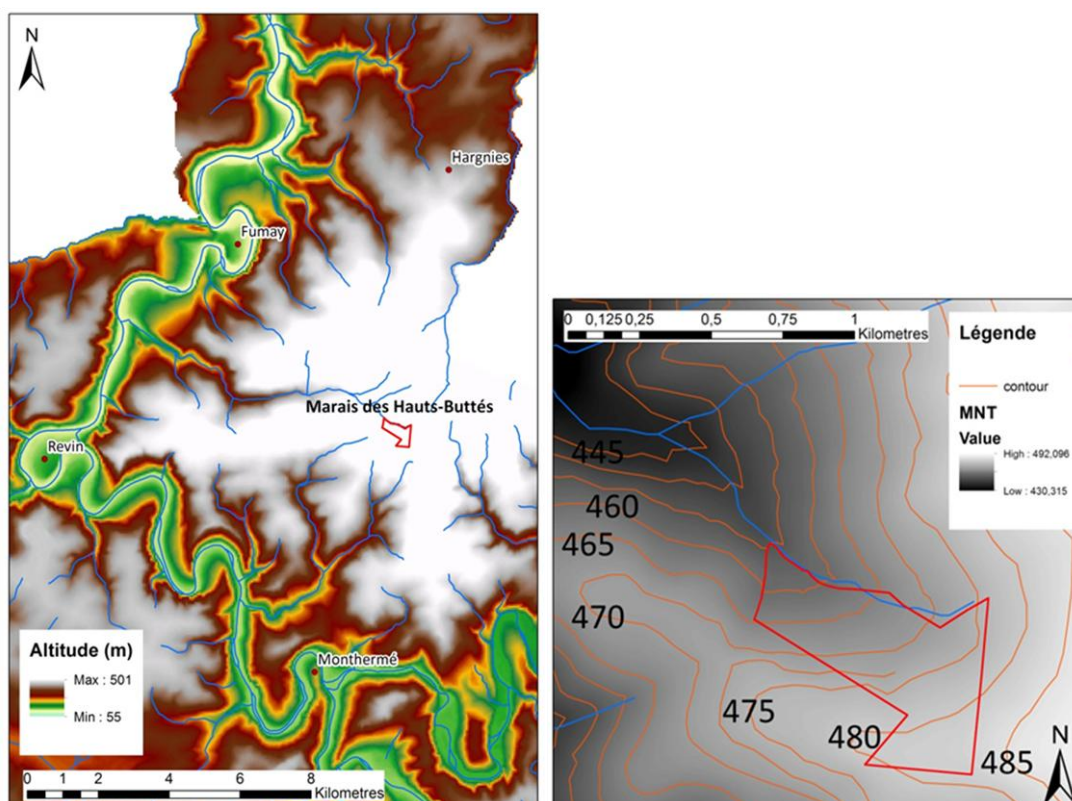 N
Hargnies
Fumay
Marais des Hauts-Buttés
Revin
Monthermé
Altitude (m)
Max : 501
Min : 55
0 1 2 4 6 8
Kilometres
0 0,125 0,25 0,5 0,75 1
Kilometres
Légende
contour
MNT
Value
High : 492,096
Low : 430,315
445
460
465
470
475
480
485
N